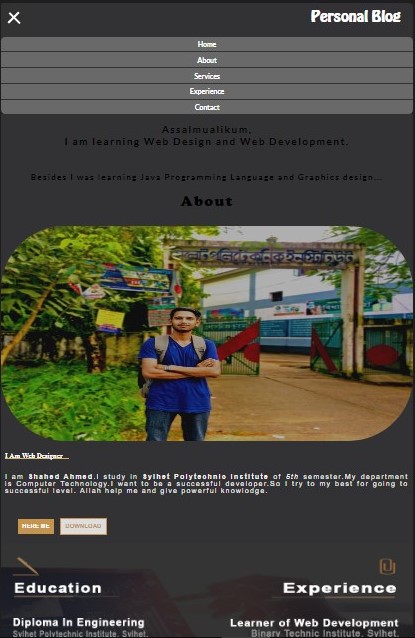 Personal Blog
Home
About
Services
Experience
Contact
Assalmualikum,
I am learning Web Design and Web Development.
Besides I was learning Java Programming Language and Graphics design...
About
I Am Web Designer
I am Shahed Ahmed.I study in Sylhet Polytechnic Institute of 5th semester.My department
is Computer Technology.I want to be a successful developer.So I try to my best for going to
successful level. Allah help me and give powerful knowlodge.
HERE ME
DOWNLOAD
Education
Experience
Diploma In Engineering
Sylhet Polytechnic Institute, Sylhet.
Learner of Web Development
Binary Technic Institute, Sylhet.